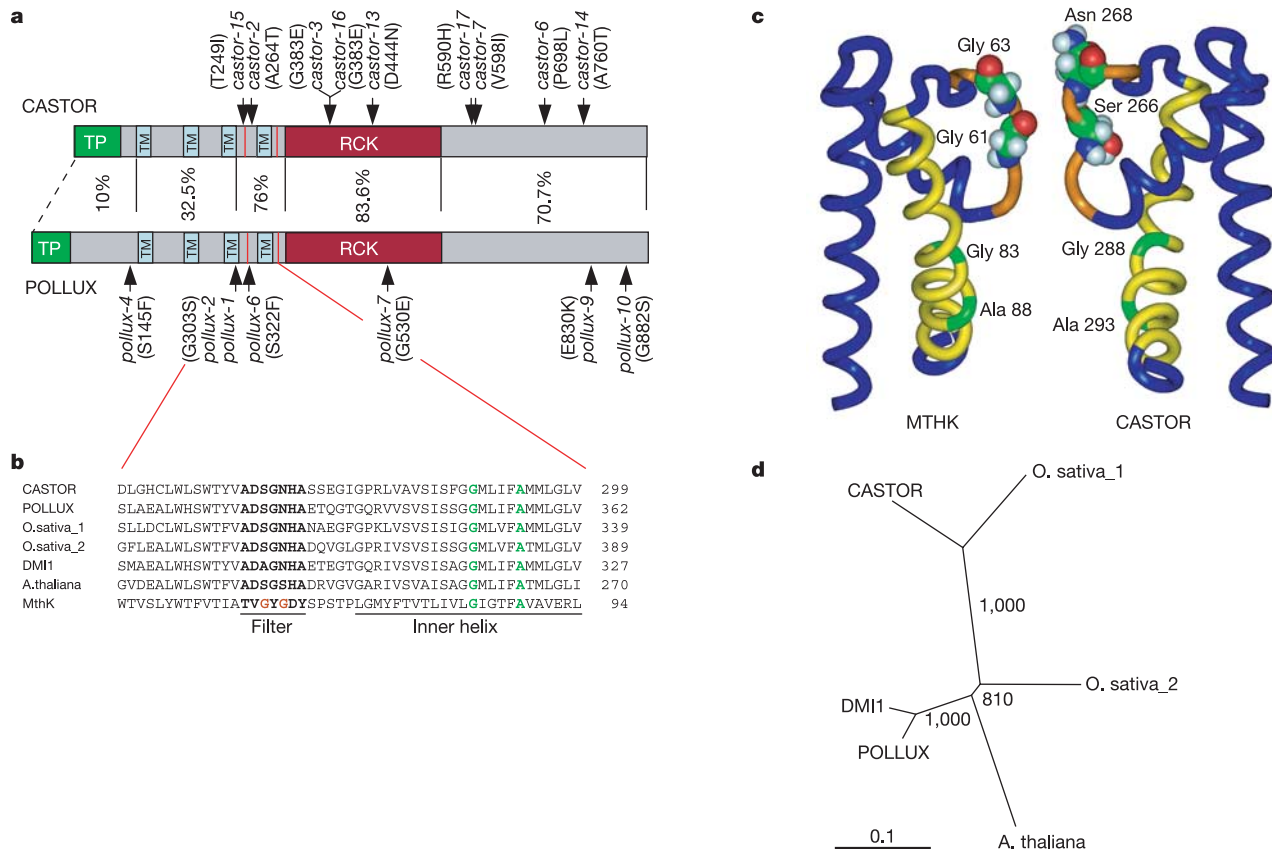 a
(T249I)
castor-15
castor-2
(A264T)
(G383E)
castor-3
castor-16
(G383E)
castor-13
(D444N)
(R590H)
castor-17
castor-7
(V598I)
castor-6
(P698L)
castor-14
(A760T)
CASTOR
TP
TM
TM
TM
TM
RCK
10%
32.5%
76%
83.6%
70.7%
TP
TM
TM
TM
TM
RCK
POLLUX
pollux-4
(S145F)
(G303S)
pollux-2
pollux-1
pollux-6
(S322F)
pollux-7
(G530E)
(E830K)
pollux-9
pollux-10
(G882S)
b
CASTOR DLGHCLWLSWTYVADSGNHASSEGIGPRLVAVSISFGGMLIFAMMLGLV 299
POLLUX SLAEALWHSWTYVADSGNHAETQGTGQRVVSVSISSGGMLIFAMMLGLV 362
O.sativa_1 SLLDCLWLSWTFVADSGNHANAEGFGPKLVSVSISIGGMLVFAMMLGLV 339
O.sativa_2 GFLEALWLSWTFVADSGNHADQVGLGPRIVSVSISSGGMLVFATMLGLV 389
DMI1 SMAEALWHSWTYVADAGNHAETEGTGQRIVSVSISAGGMLIFAMMLGLV 327
A.thaliana GVDEALWLSWTFVADSGSHADRVGVGARIVSVAISAGGMLIFATMLGLI 270
MthK WTVSLYWTFVTIATVGYGDYSPSTPLGMYFTVTLIVLGIGTFAVAVERL 94
Filter
Inner helix
c
Asn 268
Gly 63
Ser 266
Gly 61
Gly 83
Gly 288
Ala 88
Ala 293
MTHK
CASTOR
d
O. sativa_1
CASTOR
1,000
O. sativa_2
810
DMI1
1,000
POLLUX
0.1
A. thaliana